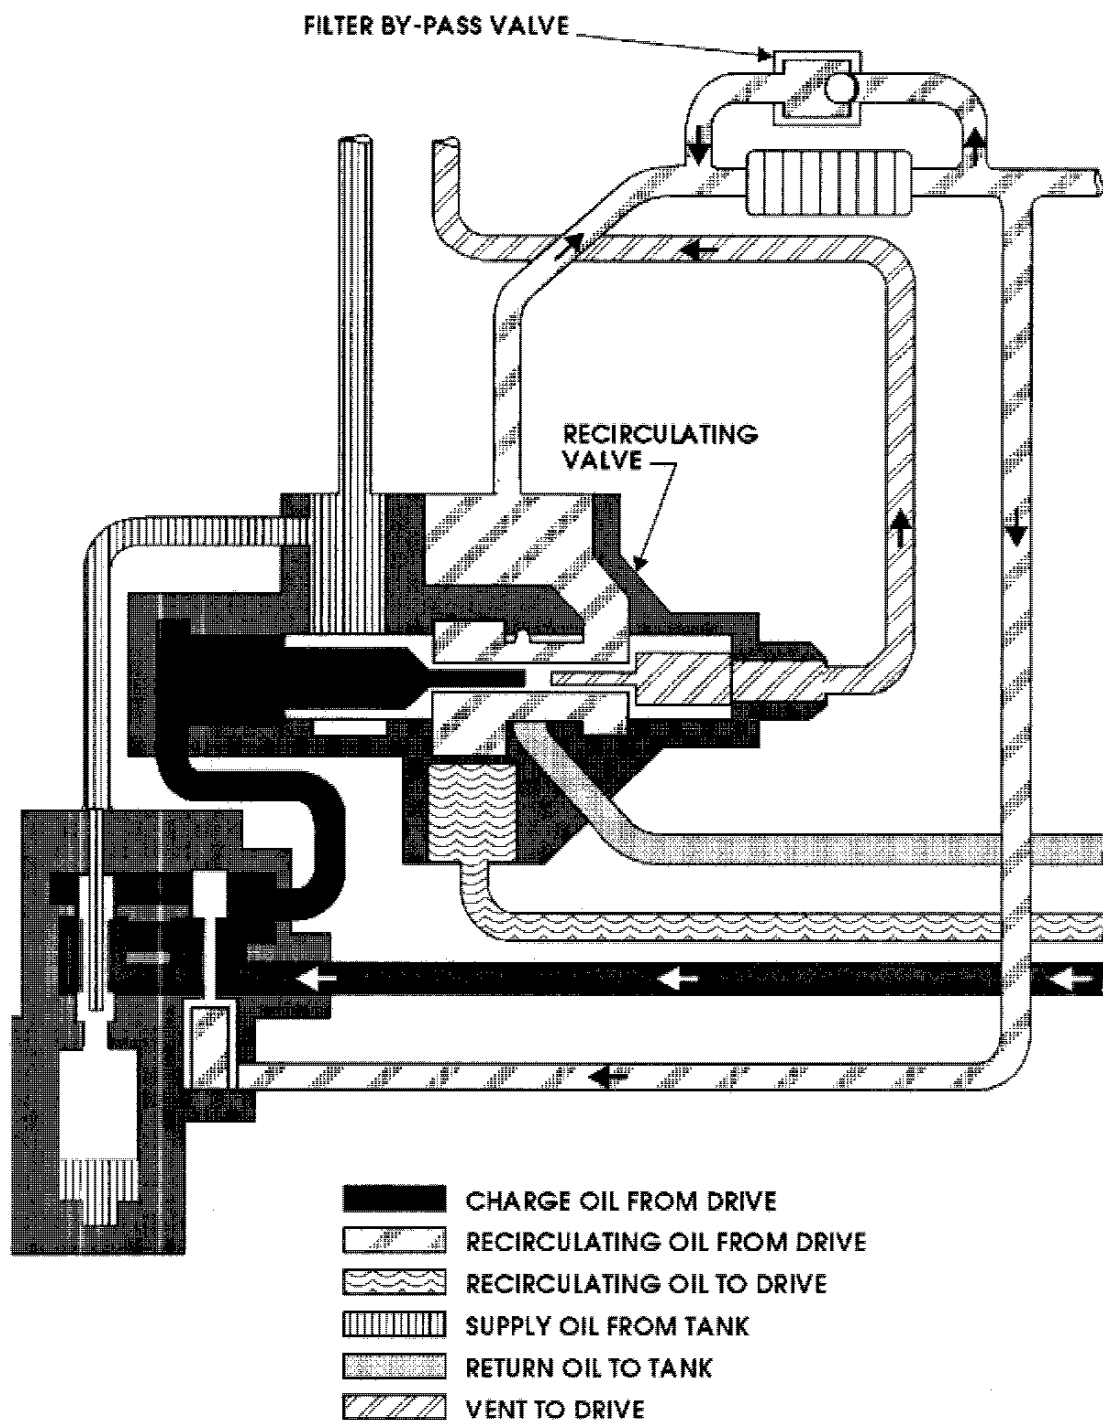 FILTER BY-PASS VALVE
RECIRCULATING
VALVE
CHARGE OIL FROM DRIVE
RECIRCULATING OIL FROM DRIVE
RECIRCULATING OIL TO DRIVE
SUPPLY OIL FROM TANK
RETURN OIL TO TANK
VENT TO DRIVE